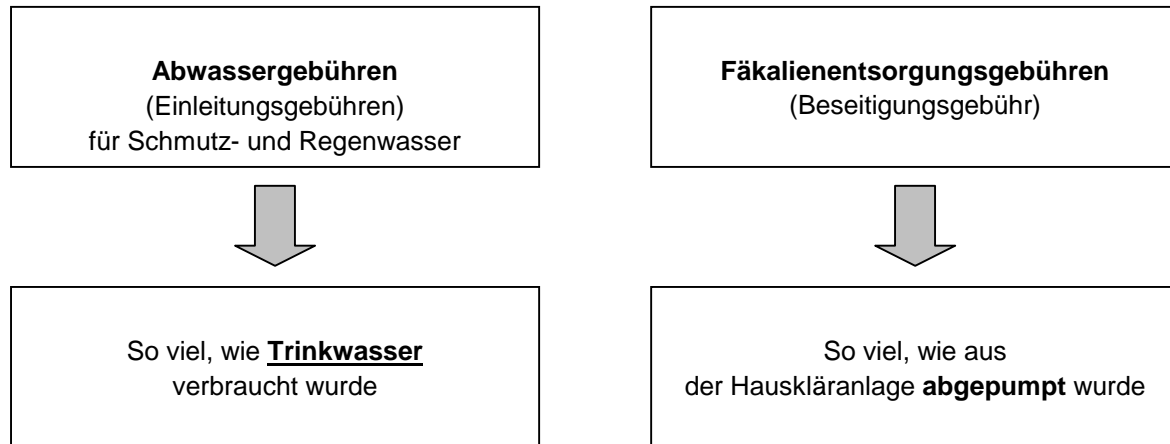 Abwassergebühren
(Einleitungsgebühren)
für Schmutz- und Regenwasser
Fäkalienentsorgungsgebühren
(Beseitigungsgebühr)
So viel, wie Trinkwasser
verbraucht wurde
So viel, wie aus
der Hauskläranlage abgepumpt wurde